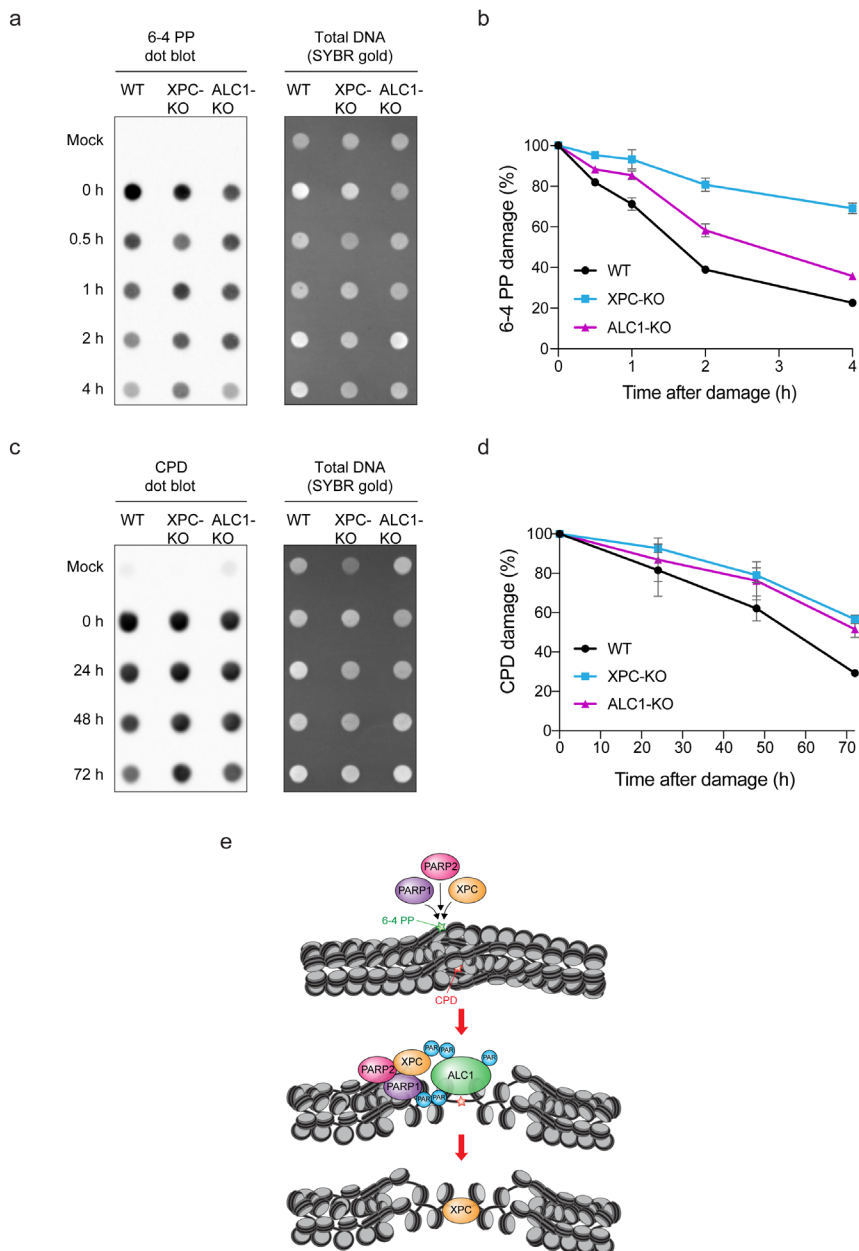 a
6-4 PP
dot blot
Total DNA
(SYBR gold)
WT
XPC-
KO
ALC1-
KO
WT
XPC-
KO
ALC1-
KO
Mock
0 h
0.5 h
1 h
2 h
4 h
b
6-4 PP damage (%)
100
80
60
40
20
0
0
1
2
3
4
Time after damage (h)
WT
XPC-KO
ALC1-KO
c
CPD
dot blot
Total DNA
(SYBR gold)
WT
XPC-
KO
ALC1-
KO
WT
XPC-
KO
ALC1-
KO
Mock
0 h
24 h
48 h
72 h
d
CPD damage (%)
100
80
60
40
20
0
0 10 20 30 40 50 60 70
Time after damage (h)
WT
XPC-KO
ALC1-KO
e
PARP2
PARP1
XPC
6-4 PP
CPD
PAR
PAR
PAR
XPC
PARP2
ALC1
PARP1
PAR
PAR
XPC